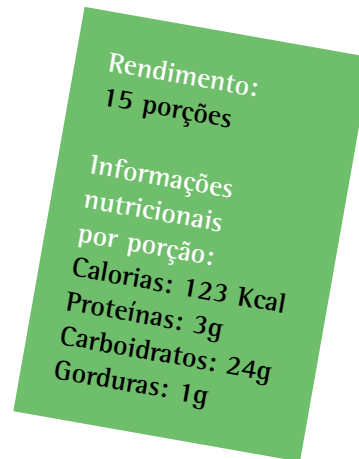 Rendimento:
15 porções
Informações
nutricionais
por porção:
Calorias: 123 Kcal
Proteínas: 3g
Carboidratos: 24g
Gorduras: 1g